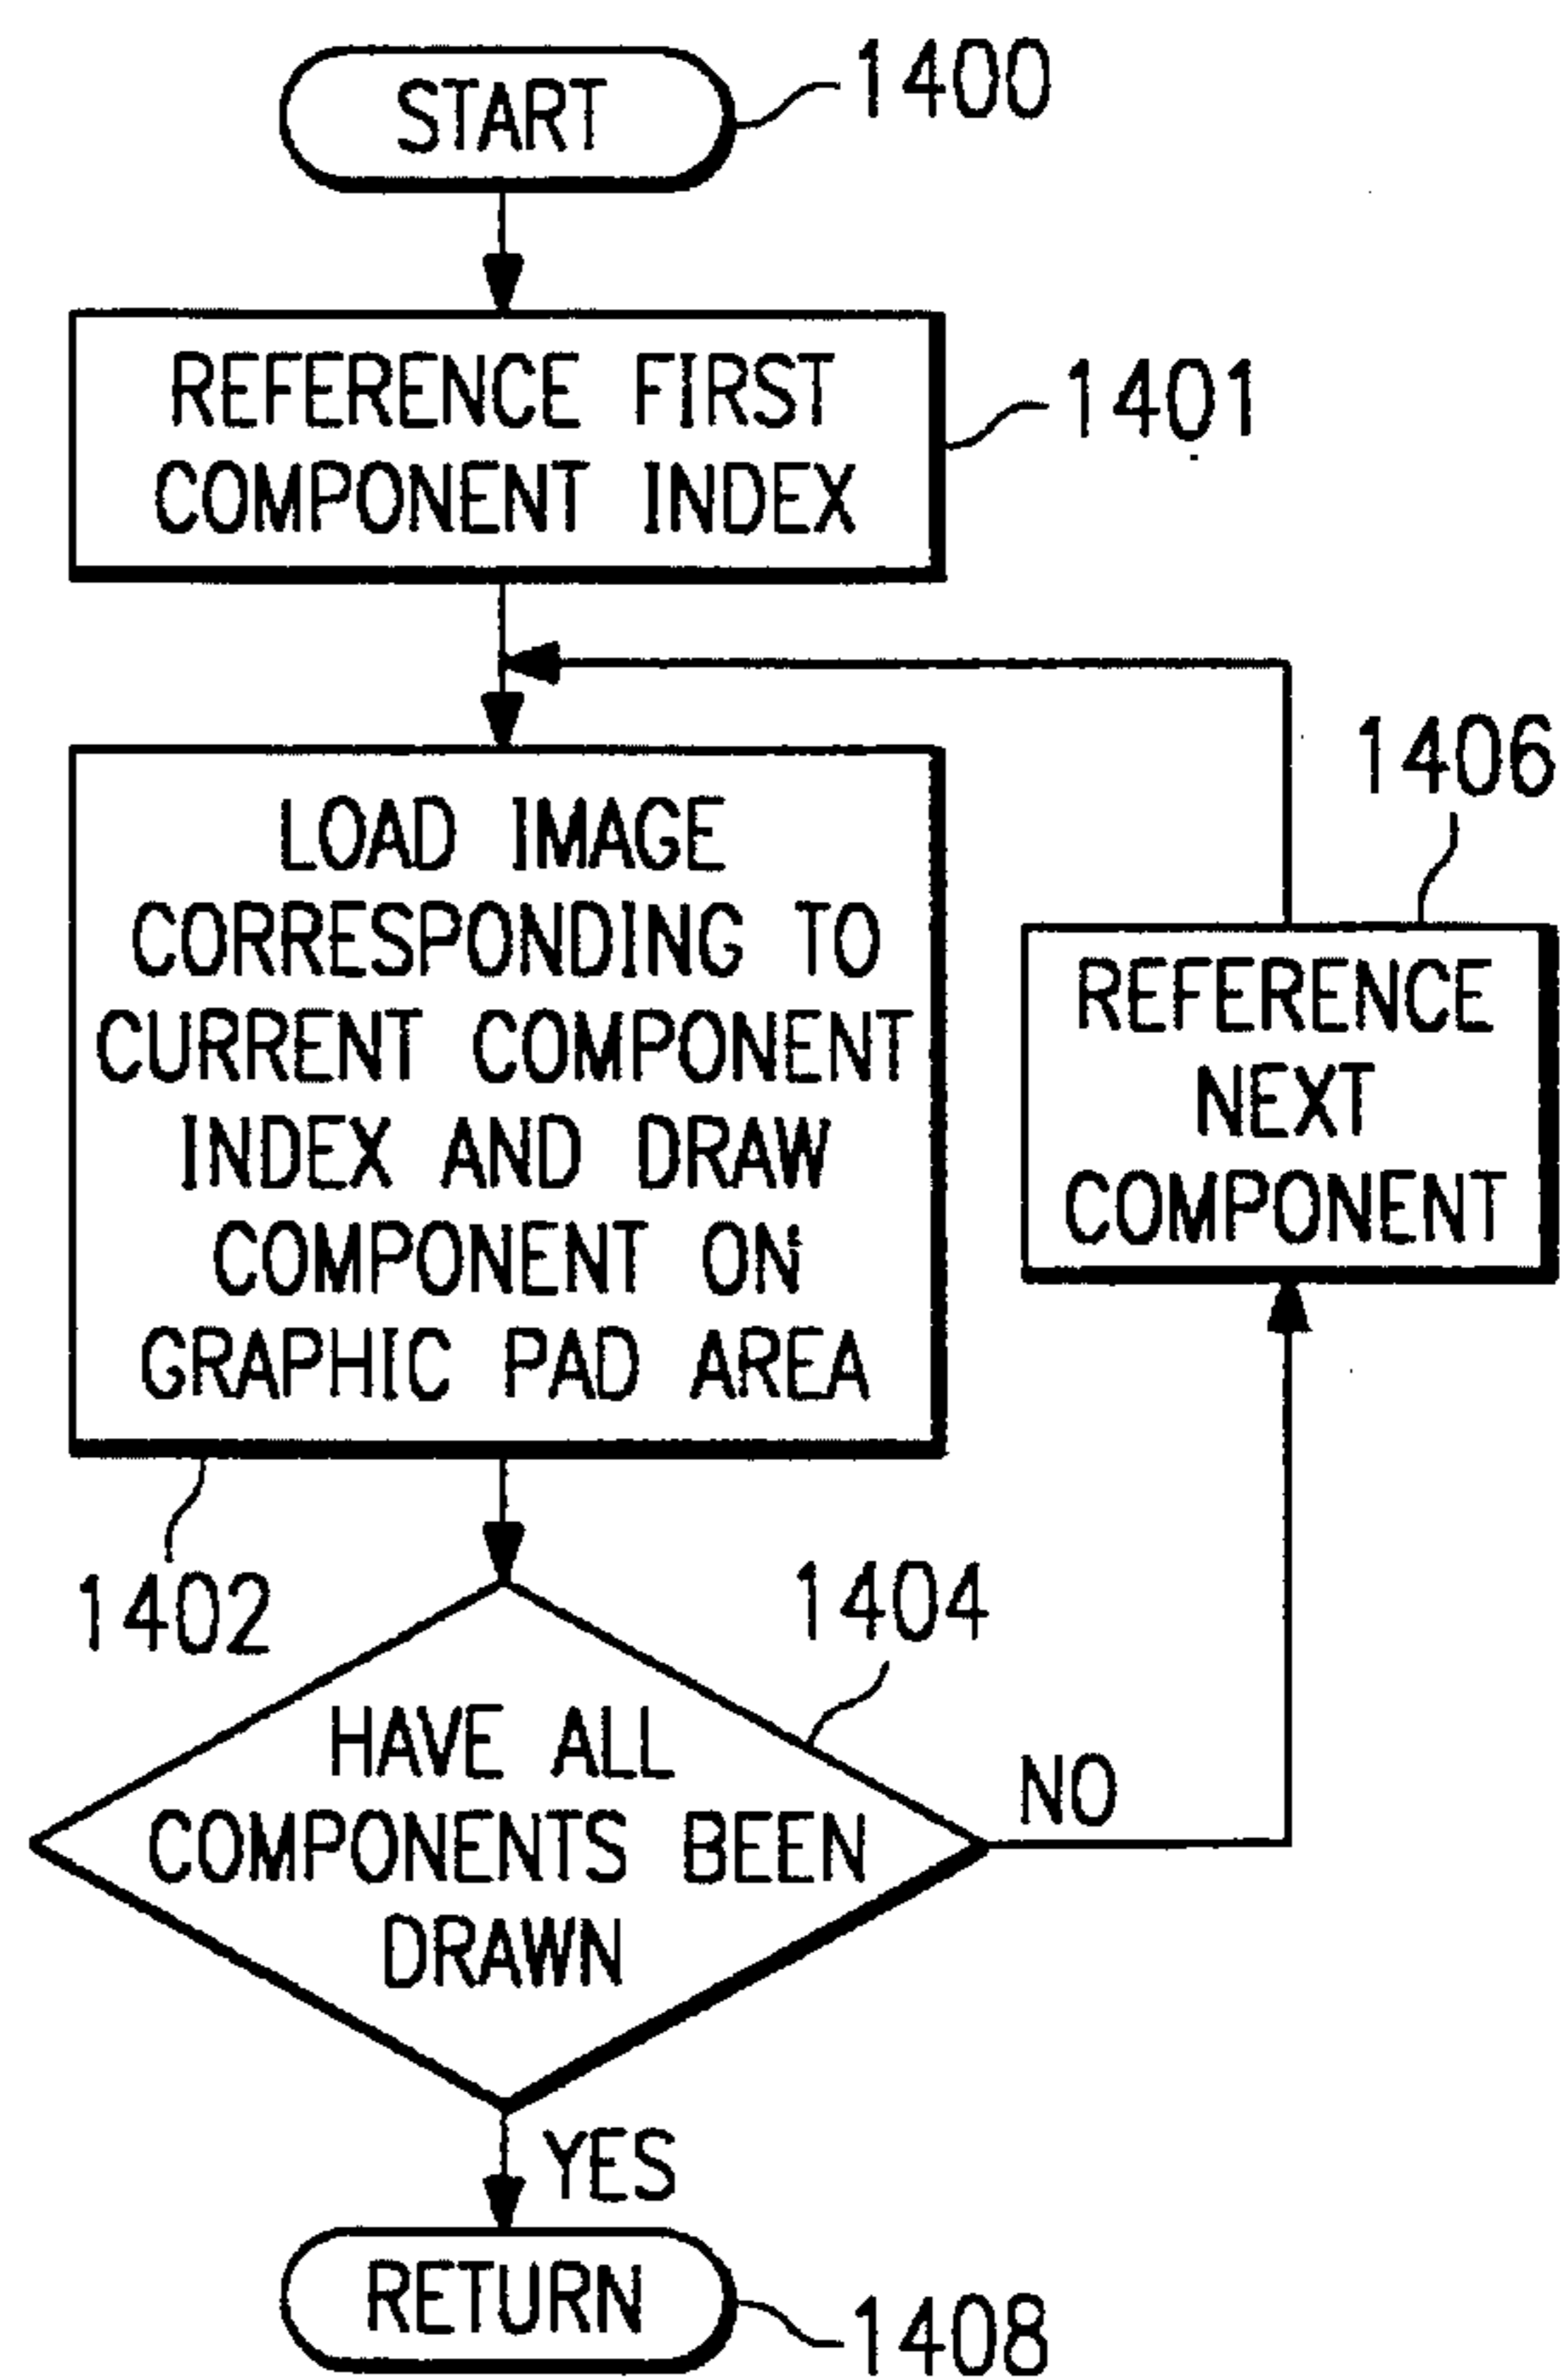 START
1400
REFERENCE FIRST
COMPONENT INDEX
1401
LOAD IMAGE
CORRESPONDING TO
CURRENT COMPONENT
INDEX AND DRAW
COMPONENT ON
GRAPHIC PAD AREA
1402
1406
REFERENCE
NEXT
COMPONENT
1404
HAVE ALL
COMPONENTS BEEN
DRAWN
NO
YES
RETURN
1408